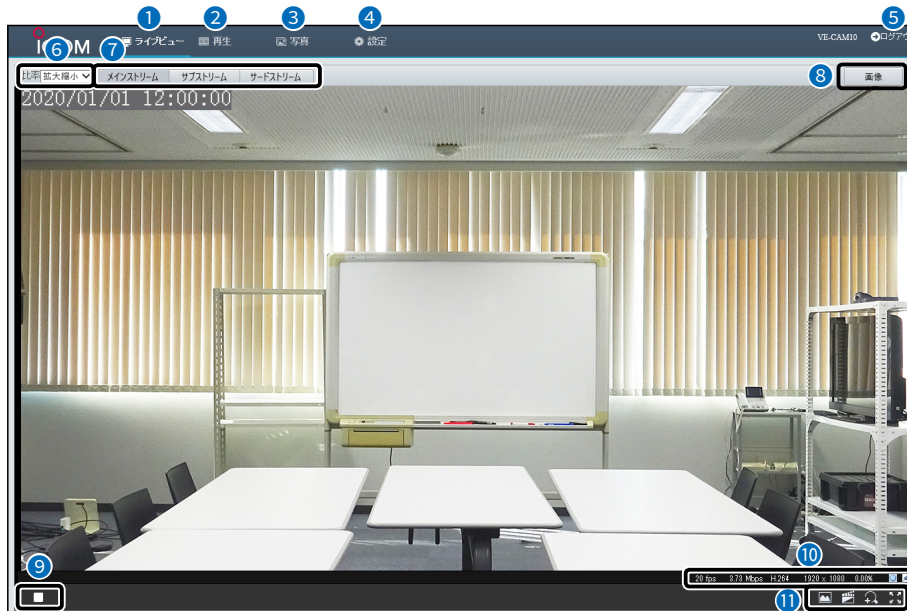 1 2 3 4 5
ICOM ライブビュー 再生 写真 設定 VE-CAM10 ログアウ
6 7 8
比率 拡大縮小 メインストリーム サブストリーム サードストリーム 画像
2020/01/01 12:00:00
9 10
20 fps 3.73 Mbps H.264 1920 × 1080 0.00%
11